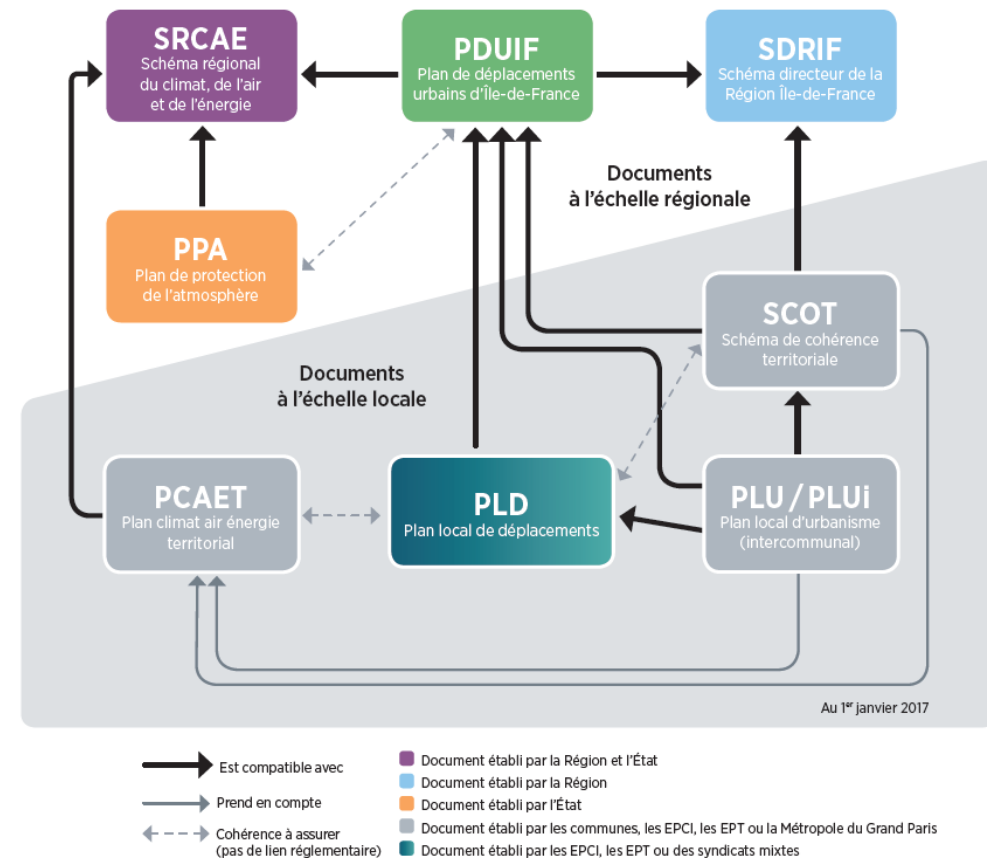 SRCAE
Schéma régional
du climat, de l'air
et de l'énergie
PDUIF
Plan de déplacements
urbains d'Île-de-France
SDRIF
Schéma directeur de la
Région Île-de-France
Documents
à l'échelle régionale
PPA
Plan de protection
de l'atmosphère
SCOT
Schéma de cohérence
territoriale
Documents
à l'échelle locale
PCAET
Plan climat air énergie
territorial
PLD
Plan local de déplacements
PLU / PLUi
Plan local d'urbanisme
(intercommunal)
Au 1er janvier 2017
Est compatible avec
Prend en compte
Cohérence à assurer
(pas de lien réglementaire)
Document établi par la Région et l'État
Document établi par la Région
Document établi par l'État
Document établi par les communes, les EPCI, les EPT ou la Métropole du Grand Paris
Document établi par les EPCI, les EPT ou des syndicats mixtes